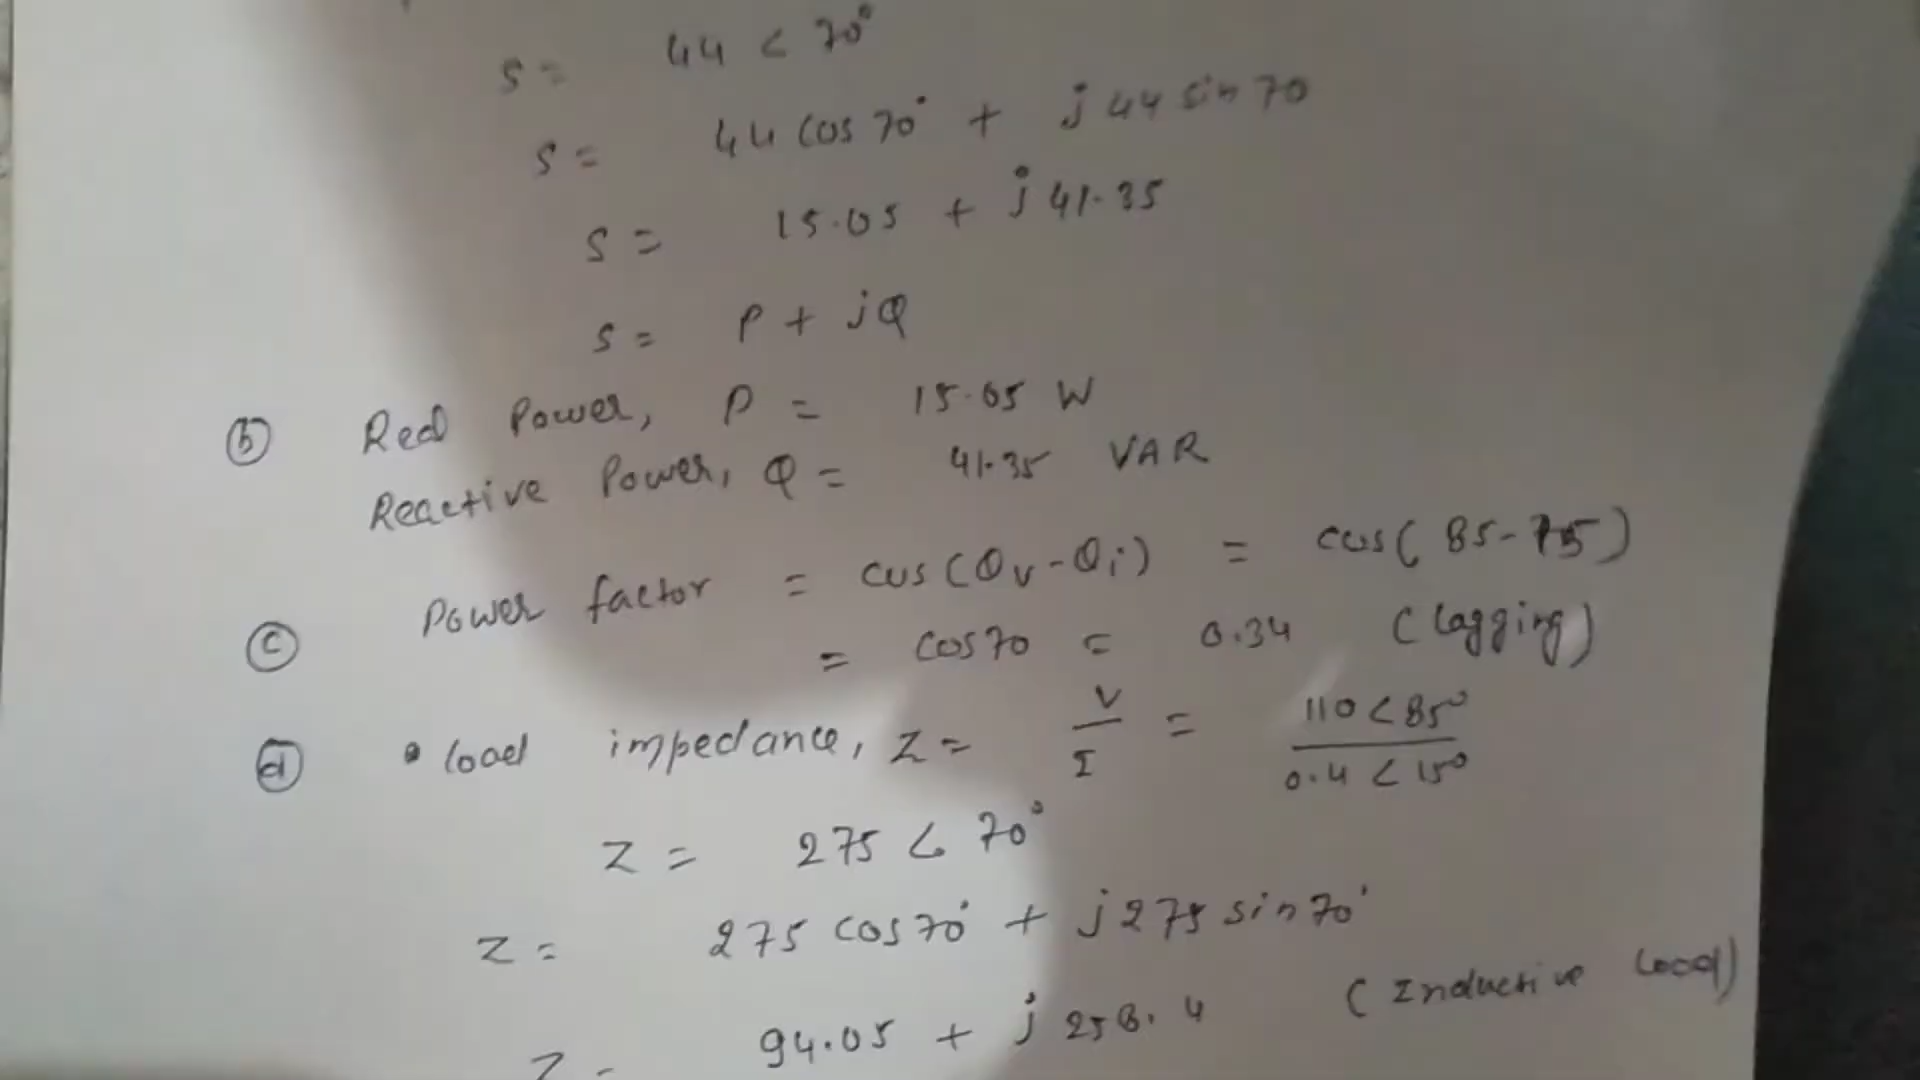 S = 44 < 70°
S = 44 cos 70° + j 44 sin 70
S = 15.05 + j 41.35
S = P + jQ
(b) Real Power, P = 15.05 W
Reactive Power, Q = 41.35 VAR
(c) Power factor = cos (θv - θi) = cos( 85-15)
= cos 70 = 0.34 (lagging)
(d) load impedance, Z = V/I = 110 < 85° / 0.4 < 15°
Z = 275 < 70°
Z = 275 cos 70° + j 275 sin 70°
Z = 94.05 + j 258.4 (Inductive load)